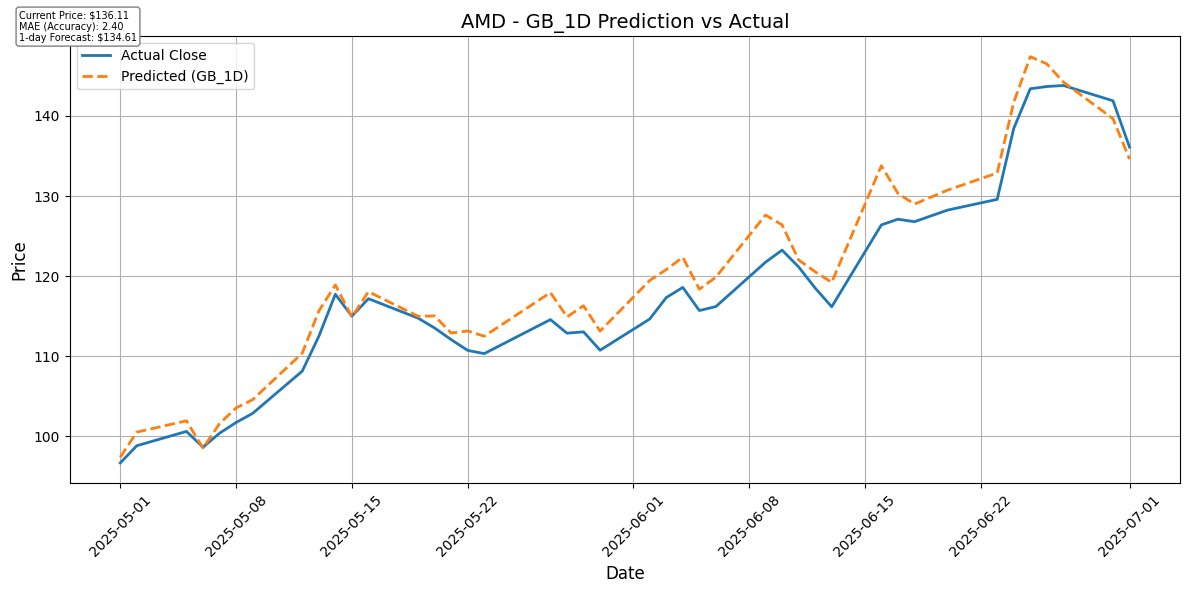 AMD - GB_1D Prediction vs Actual
Current Price: $136.11
MAE (Accuracy): 2.40
1-day Forecast: $134.61
Actual Close
Predicted (GB_1D)
Price
140
130
120
110
100
2025-05-01
2025-05-08
2025-05-15
2025-05-22
2025-06-01
2025-06-08
2025-06-15
2025-06-22
2025-07-01
Date